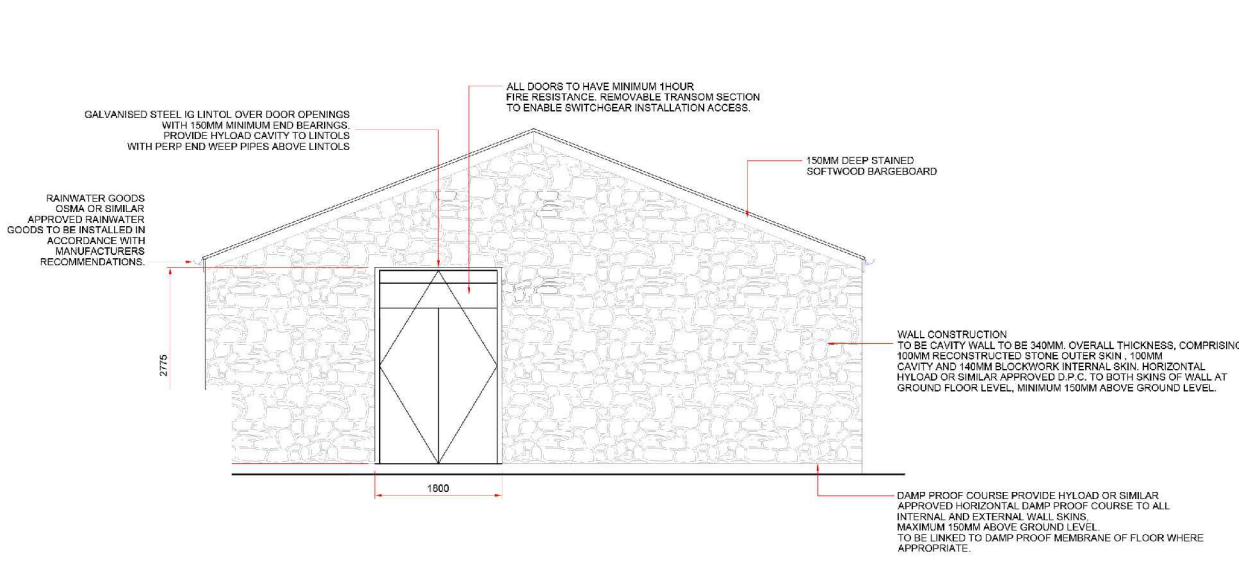 ALL DOORS TO HAVE MINIMUM 1HOUR
FIRE RESISTANCE. REMOVABLE TRANSOM SECTION
TO ENABLE SWITCHGEAR INSTALLATION ACCESS.
GALVANISED STEEL IG LINTOL OVER DOOR OPENINGS
WITH 150MM MINIMUM END BEARINGS.
PROVIDE HYLOAD CAVITY TO LINTOLS
WITH PERP END WEEP PIPES ABOVE LINTOLS
150MM DEEP STAINED
SOFTWOOD BARGEBOARD
RAINWATER GOODS
OSMA OR SIMILAR
APPROVED RAINWATER
GOODS TO BE INSTALLED IN
ACCORDANCE WITH
MANUFACTURERS
RECOMMENDATIONS.
2775
WALL CONSTRUCTION
TO BE CAVITY WALL TO BE 340MM. OVERALL THICKNESS, COMPRISING
100MM RECONSTRUCTED STONE OUTER SKIN , 100MM
CAVITY AND 140MM BLOCKWORK INTERNAL SKIN. HORIZONTAL
HYLOAD OR SIMILAR APPROVED D.P.C. TO BOTH SKINS OF WALL AT
GROUND FLOOR LEVEL, MINIMUM 150MM ABOVE GROUND LEVEL.
1800
DAMP PROOF COURSE PROVIDE HYLOAD OR SIMILAR
APPROVED HORIZONTAL DAMP PROOF COURSE TO ALL
INTERNAL AND EXTERNAL WALL SKINS,
MAXIMUM 150MM ABOVE GROUND LEVEL.
TO BE LINKED TO DAMP PROOF MEMBRANE OF FLOOR WHERE
APPROPRIATE.